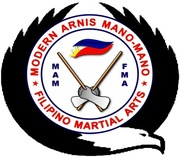 MODERN ARNIS MANO-MANO
MAM
FMA
FILIPINO MARTIAL ARTS